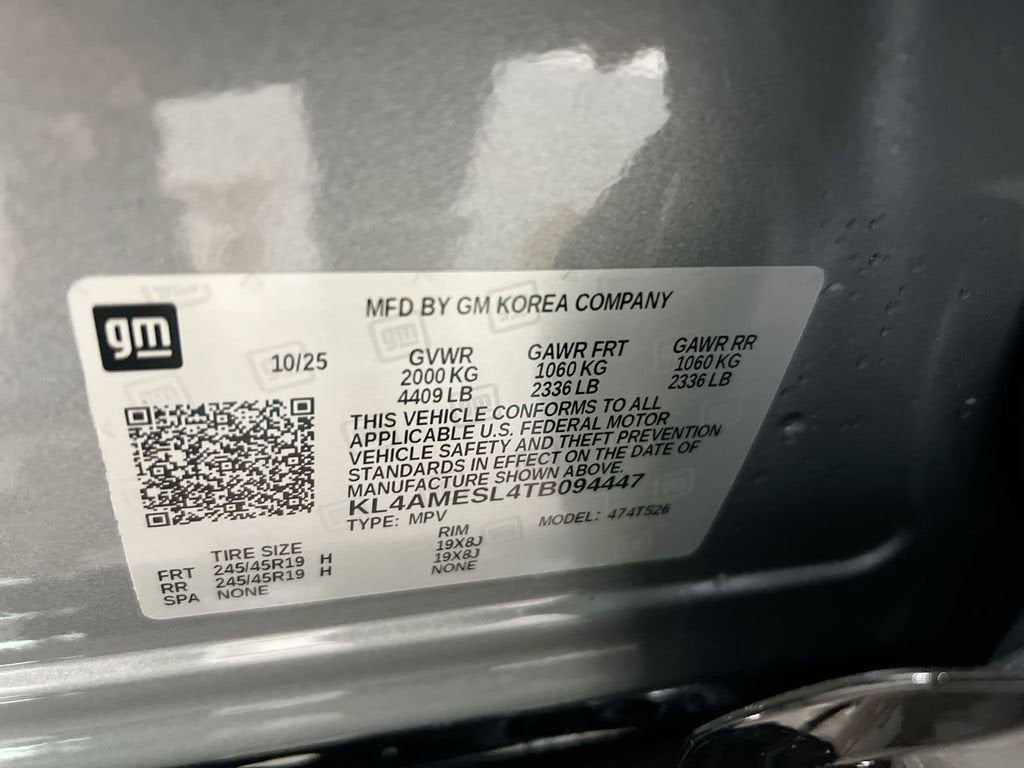 gm
MFD BY GM KOREA COMPANY
10/25
GVWR GAWR FRT GAWR RR
2000 KG 1060 KG 1060 KG
4409 LB 2336 LB 2336 LB
THIS VEHICLE CONFORMS TO ALL
APPLICABLE U.S. FEDERAL MOTOR
VEHICLE SAFETY AND THEFT PREVENTION
STANDARDS IN EFFECT ON THE DATE OF
MANUFACTURE SHOWN ABOVE.
KL4AMESL4TB094447
TYPE: MPV MODEL: 4TT26
TIRE SIZE RIM
FRT 245/45R19 H 19X8J
RR 245/45R19 H 19X8J
SPA NONE NONE